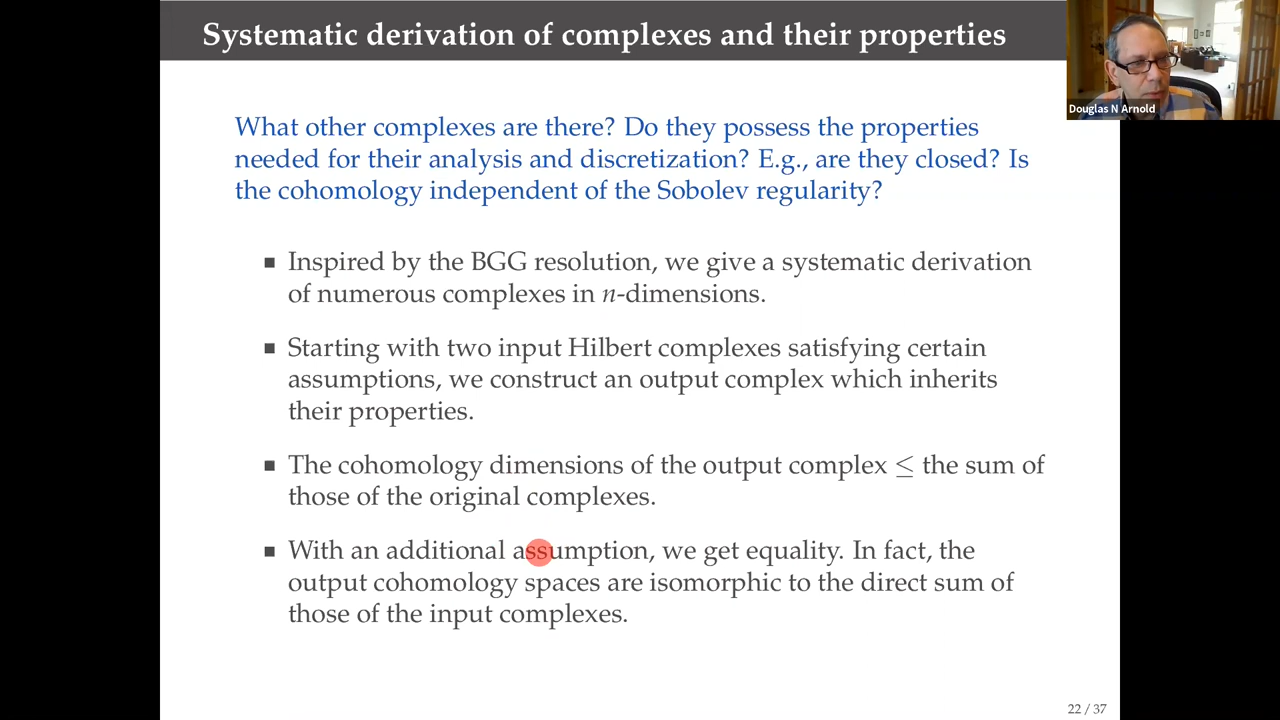 Systematic derivation of complexes and their properties
Douglas N Arnold
What other complexes are there? Do they possess the properties
needed for their analysis and discretization? E.g., are they closed? Is
the cohomology independent of the Sobolev regularity?
Inspired by the BGG resolution, we give a systematic derivation
of numerous complexes in n-dimensions.
Starting with two input Hilbert complexes satisfying certain
assumptions, we construct an output complex which inherits
their properties.
The cohomology dimensions of the output complex ≤ the sum of
those of the original complexes.
With an additional assumption, we get equality. In fact, the
output cohomology spaces are isomorphic to the direct sum of
those of the input complexes.
22 / 37